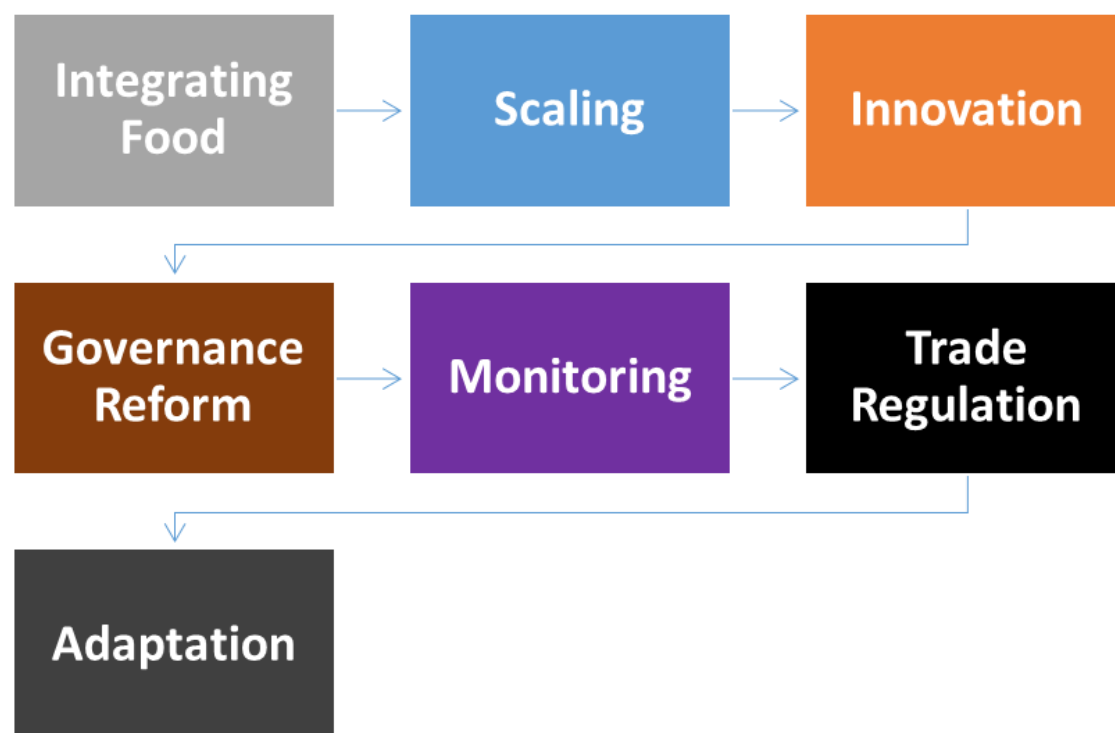 Integrating
Food
Scaling
Innovation
Governance
Reform
Monitoring
Trade
Regulation
Adaptation